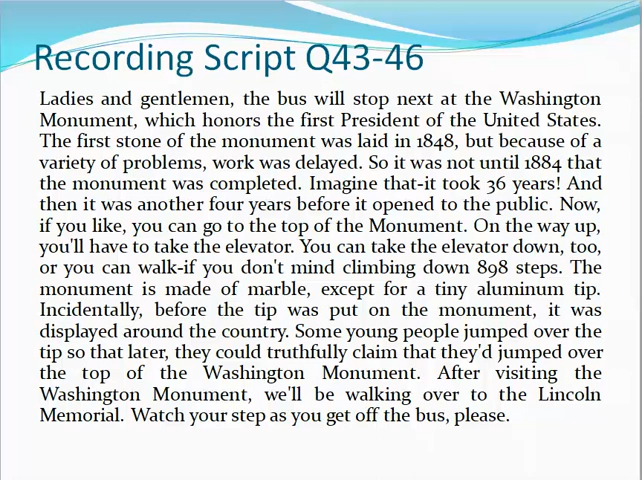 Recording Script Q43-46
Ladies and gentlemen, the bus will stop next at the Washington
Monument, which honors the first President of the United States.
The first stone of the monument was laid in 1848, but because of a
variety of problems, work was delayed. So it was not until 1884 that
the monument was completed. Imagine that-it took 36 years! And
then it was another four years before it opened to the public. Now,
if you like, you can go to the top of the Monument. On the way up,
you'll have to take the elevator. You can take the elevator down, too,
or you can walk-if you don't mind climbing down 898 steps. The
monument is made of marble, except for a tiny aluminum tip.
Incidentally, before the tip was put on the monument, it was
displayed around the country. Some young people jumped over the
tip so that later, they could truthfully claim that they'd jumped over
the top of the Washington Monument. After visiting the
Washington Monument, we'll be walking over to the Lincoln
Memorial. Watch your step as you get off the bus, please.